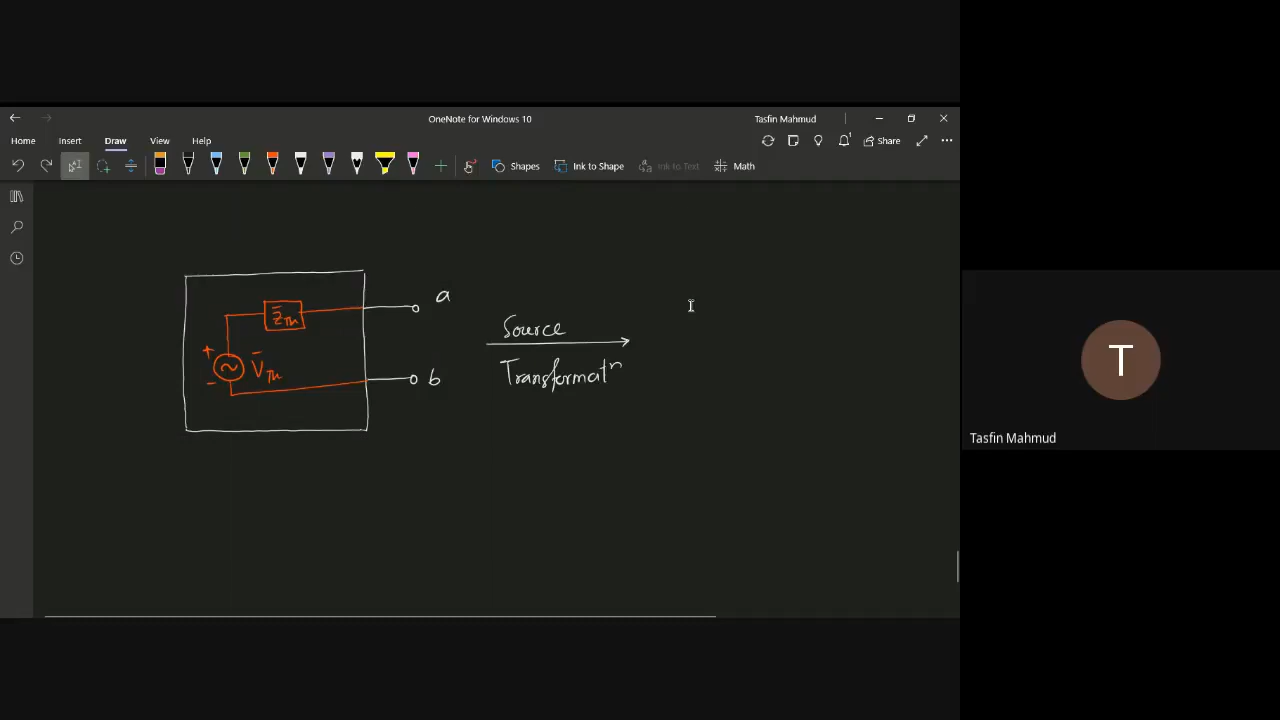 OneNote for Windows 10
Tasfin Mahmud
Home Insert Draw View Help
Share
Shapes Ink to Shape Ink to Text Math
a
Z̅Th
Source
+
V̅Th
-
b
Transformatⁿ
T
Tasfin Mahmud